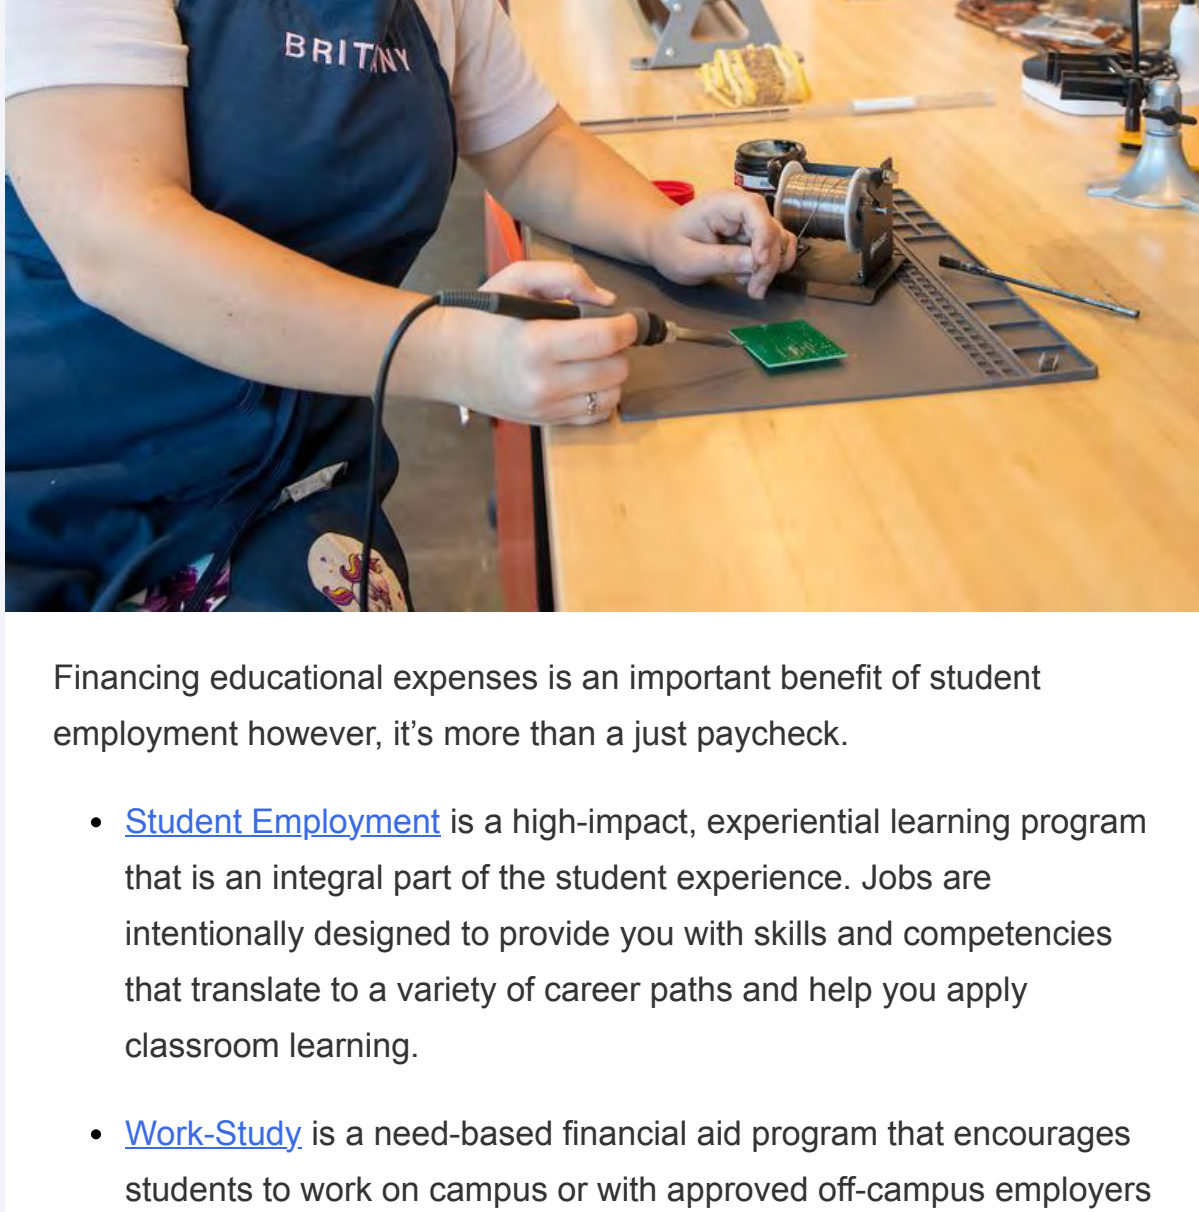 BRITTNY
Financing educational expenses is an important benefit of student
employment however, it’s more than a just paycheck.
Student Employment is a high-impact, experiential learning program
that is an integral part of the student experience. Jobs are
intentionally designed to provide you with skills and competencies
that translate to a variety of career paths and help you apply
classroom learning.
Work-Study is a need-based financial aid program that encourages
students to work on campus or with approved off-campus employers